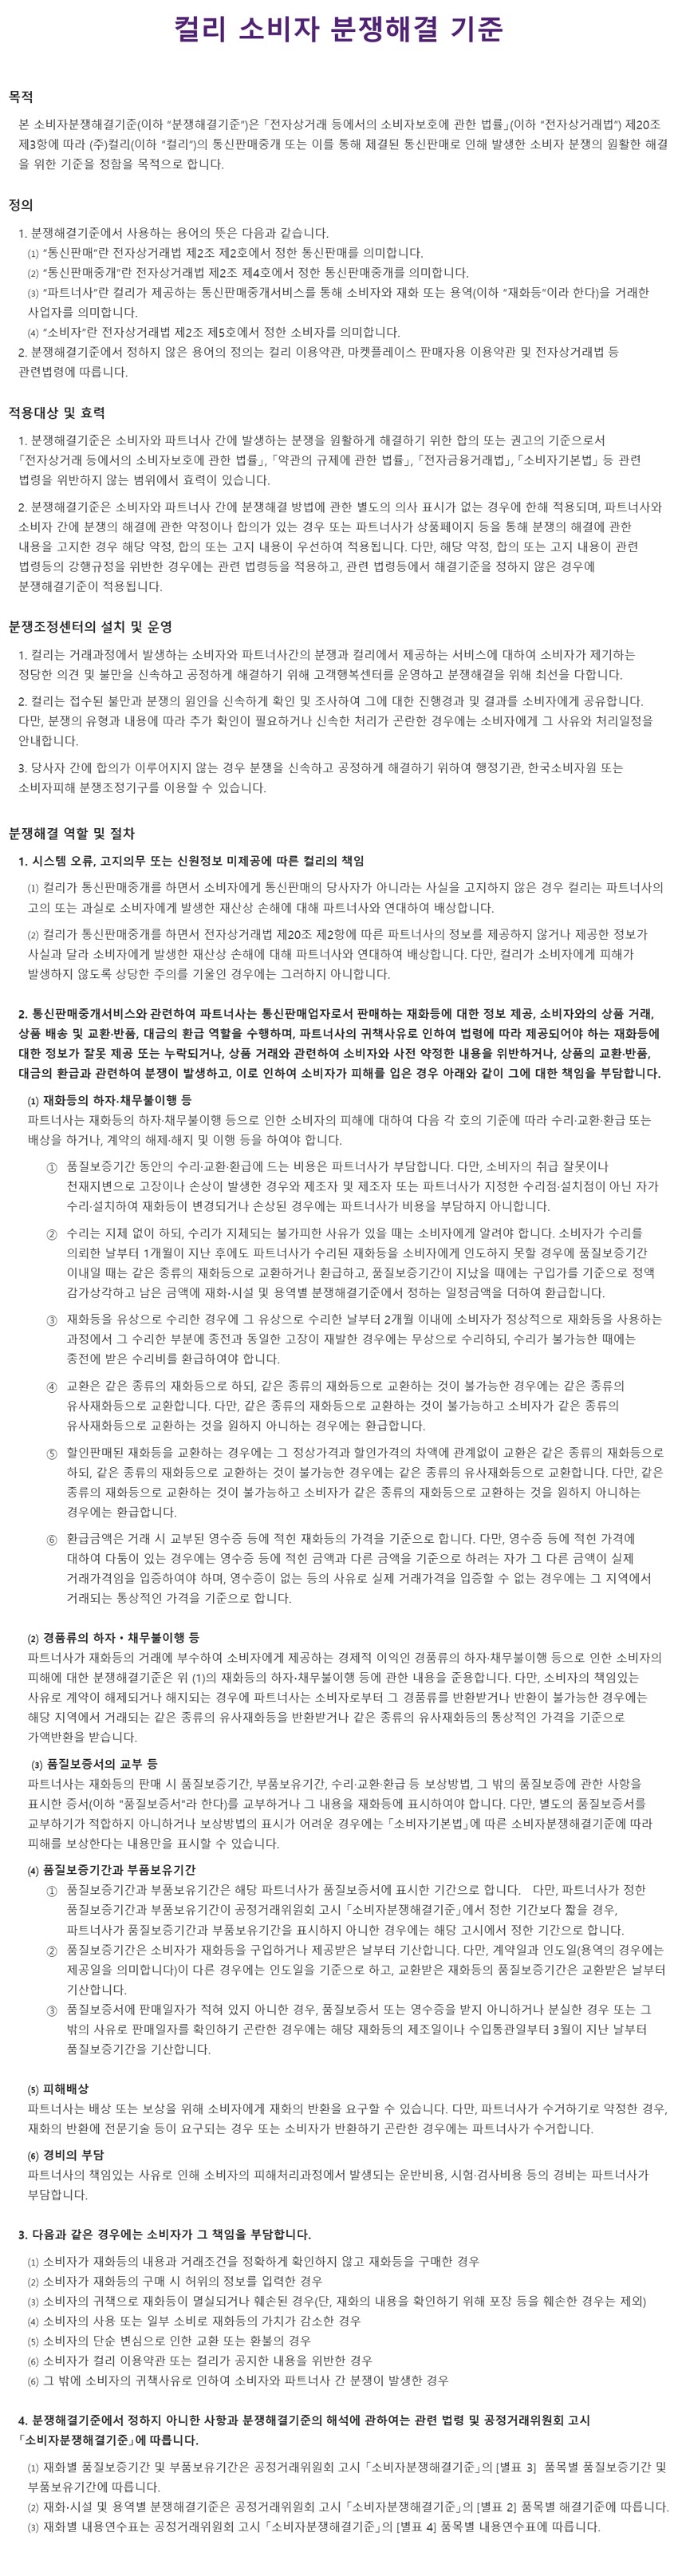 컬리 소비자 분쟁해결 기준
목적
본 소비자분쟁해결기준(이하 “분쟁해결기준”)은 「전자상거래 등에서의 소비자보호에 관한 법률」(이하 “전자상거래법”) 제20조
제3항에 따라 (주)컬리(이하 “컬리”)의 통신판매중개 또는 이를 통해 체결된 통신판매로 인해 발생한 소비자 분쟁의 원활한 해결
을 위한 기준을 정함을 목적으로 합니다.
정의
1. 분쟁해결기준에서 사용하는 용어의 뜻은 다음과 같습니다.
(1) “통신판매”란 전자상거래법 제2조 제2호에서 정한 통신판매를 의미합니다.
(2) “통신판매중개”란 전자상거래법 제2조 제4호에서 정한 통신판매중개를 의미합니다.
(3) “파트너사”란 컬리가 제공하는 통신판매중개서비스를 통해 소비자와 재화 또는 용역(이하 “재화등”이라 한다)을 거래한
사업자를 의미합니다.
(4) “소비자”란 전자상거래법 제2조 제5호에서 정한 소비자를 의미합니다.
2. 분쟁해결기준에서 정하지 않은 용어의 정의는 컬리 이용약관, 마켓플레이스 판매자용 이용약관 및 전자상거래법 등
관련법령에 따릅니다.
적용대상 및 효력
1. 분쟁해결기준은 소비자와 파트너사 간에 발생하는 분쟁을 원활하게 해결하기 위한 합의 또는 권고의 기준으로서
「전자상거래 등에서의 소비자보호에 관한 법률」, 「약관의 규제에 관한 법률」, 「전자금융거래법」, 「소비자기본법」 등 관련
법령을 위반하지 않는 범위에서 효력이 있습니다.
2. 분쟁해결기준은 소비자와 파트너사 간에 분쟁해결 방법에 관한 별도의 의사 표시가 없는 경우에 한해 적용되며, 파트너사와
소비자 간에 분쟁의 해결에 관한 약정이나 합의가 있는 경우 또는 파트너사가 상품페이지 등을 통해 분쟁의 해결에 관한
내용을 고지한 경우 해당 약정, 합의 또는 고지 내용이 우선하여 적용됩니다. 다만, 해당 약정, 합의 또는 고지 내용이 관련
법령등의 강행규정을 위반한 경우에는 관련 법령등을 적용하고, 관련 법령등에서 해결기준을 정하지 않은 경우에
분쟁해결기준이 적용됩니다.
분쟁조정센터의 설치 및 운영
1. 컬리는 거래과정에서 발생하는 소비자와 파트너사간의 분쟁과 컬리에서 제공하는 서비스에 대하여 소비자가 제기하는
정당한 의견 및 불만을 신속하고 공정하게 해결하기 위해 고객행복센터를 운영하고 분쟁해결을 위해 최선을 다합니다.
2. 컬리는 접수된 불만과 분쟁의 원인을 신속하게 확인 및 조사하여 그에 대한 진행경과 및 결과를 소비자에게 공유합니다.
다만, 분쟁의 유형과 내용에 따라 추가 확인이 필요하거나 신속한 처리가 곤란한 경우에는 소비자에게 그 사유와 처리일정을
안내합니다.
3. 당사자 간에 합의가 이루어지지 않는 경우 분쟁을 신속하고 공정하게 해결하기 위하여 행정기관, 한국소비자원 또는
소비자피해 분쟁조정기구를 이용할 수 있습니다.
분쟁해결 역할 및 절차
1. 시스템 오류, 고지의무 또는 신원정보 미제공에 따른 컬리의 책임
(1) 컬리가 통신판매중개를 하면서 소비자에게 통신판매의 당사자가 아니라는 사실을 고지하지 않은 경우 컬리는 파트너사의
고의 또는 과실로 소비자에게 발생한 재산상 손해에 대해 파트너사와 연대하여 배상합니다.
(2) 컬리가 통신판매중개를 하면서 전자상거래법 제20조 제2항에 따른 파트너사의 정보를 제공하지 않거나 제공한 정보가
사실과 달라 소비자에게 발생한 재산상 손해에 대해 파트너사와 연대하여 배상합니다. 다만, 컬리가 소비자에게 피해가
발생하지 않도록 상당한 주의를 기울인 경우에는 그러하지 아니합니다.
2. 통신판매중개서비스와 관련하여 파트너사는 통신판매업자로서 판매하는 재화등에 대한 정보 제공, 소비자와의 상품 거래,
상품 배송 및 교환·반품, 대금의 환급 역할을 수행하며, 파트너사의 귀책사유로 인하여 법령에 따라 제공되어야 하는 재화등에
대한 정보가 잘못 제공 또는 누락되거나, 상품 거래와 관련하여 소비자와 사전 약정한 내용을 위반하거나, 상품의 교환·반품,
대금의 환급과 관련하여 분쟁이 발생하고, 이로 인하여 소비자가 피해를 입은 경우 아래와 같이 그에 대한 책임을 부담합니다.
(1) 재화등의 하자·채무불이행 등
파트너사는 재화등의 하자·채무불이행 등으로 인한 소비자의 피해에 대하여 다음 각 호의 기준에 따라 수리·교환·환급 또는
배상을 하거나, 계약의 해제·해지 및 이행 등을 하여야 합니다.
① 품질보증기간 동안의 수리·교환·환급에 드는 비용은 파트너사가 부담합니다. 다만, 소비자의 취급 잘못이나
천재지변으로 고장이나 손상이 발생한 경우와 제조자 및 제조자 또는 파트너사가 지정한 수리점·설치점이 아닌 자가
수리·설치하여 재화등이 변경되거나 손상된 경우에는 파트너사가 비용을 부담하지 아니합니다.
② 수리는 지체 없이 하되, 수리가 지체되는 불가피한 사유가 있을 때는 소비자에게 알려야 합니다. 소비자가 수리를
의뢰한 날부터 1개월이 지난 후에도 파트너사가 수리된 재화등을 소비자에게 인도하지 못할 경우에 품질보증기간
이내일 때는 같은 종류의 재화등으로 교환하거나 환급하고, 품질보증기간이 지났을 때에는 구입가를 기준으로 정액
감가상각하고 남은 금액에 재화·시설 및 용역별 분쟁해결기준에서 정하는 일정금액을 더하여 환급합니다.
③ 재화등을 유상으로 수리한 경우에 그 유상으로 수리한 날부터 2개월 이내에 소비자가 정상적으로 재화등을 사용하는
과정에서 그 수리한 부분에 종전과 동일한 고장이 재발한 경우에는 무상으로 수리하되, 수리가 불가능한 때에는
종전에 받은 수리비를 환급하여야 합니다.
④ 교환은 같은 종류의 재화등으로 하되, 같은 종류의 재화등으로 교환하는 것이 불가능한 경우에는 같은 종류의
유사재화등으로 교환합니다. 다만, 같은 종류의 재화등으로 교환하는 것이 불가능하고 소비자가 같은 종류의
유사재화등으로 교환하는 것을 원하지 아니하는 경우에는 환급합니다.
⑤ 할인판매된 재화등을 교환하는 경우에는 그 정상가격과 할인가격의 차액에 관계없이 교환은 같은 종류의 재화등으로
하되, 같은 종류의 재화등으로 교환하는 것이 불가능한 경우에는 같은 종류의 유사재화등으로 교환합니다. 다만, 같은
종류의 재화등으로 교환하는 것이 불가능하고 소비자가 같은 종류의 재화등으로 교환하는 것을 원하지 아니하는
경우에는 환급합니다.
⑥ 환급금액은 거래 시 교부된 영수증 등에 적힌 재화등의 가격을 기준으로 합니다. 다만, 영수증 등에 적힌 가격에
대하여 다툼이 있는 경우에는 영수증 등에 적힌 금액과 다른 금액을 기준으로 하려는 자가 그 다른 금액이 실제
거래가격임을 입증하여야 하며, 영수증이 없는 등의 사유로 실제 거래가격을 입증할 수 없는 경우에는 그 지역에서
거래되는 통상적인 가격을 기준으로 합니다.
(2) 경품류의 하자・채무불이행 등
파트너사가 재화등의 거래에 부수하여 소비자에게 제공하는 경제적 이익인 경품류의 하자·채무불이행 등으로 인한 소비자의
피해에 대한 분쟁해결기준은 위 (1)의 재화등의 하자·채무불이행 등에 관한 내용을 준용합니다. 다만, 소비자의 책임있는
사유로 계약이 해제되거나 해지되는 경우에 파트너사는 소비자로부터 그 경품류를 반환받거나 반환이 불가능한 경우에는
해당 지역에서 거래되는 같은 종류의 유사재화등을 반환받거나 같은 종류의 유사재화등의 통상적인 가격을 기준으로
가액반환을 받습니다.
(3) 품질보증서의 교부 등
파트너사는 재화등의 판매 시 품질보증기간, 부품보유기간, 수리·교환·환급 등 보상방법, 그 밖의 품질보증에 관한 사항을
표시한 증서(이하 "품질보증서"라 한다)를 교부하거나 그 내용을 재화등에 표시하여야 합니다. 다만, 별도의 품질보증서를
교부하기가 적합하지 아니하거나 보상방법의 표시가 어려운 경우에는 「소비자기본법」에 따른 소비자분쟁해결기준에 따라
피해를 보상한다는 내용만을 표시할 수 있습니다.
(4) 품질보증기간과 부품보유기간
① 품질보증기간과 부품보유기간은 해당 파트너사가 품질보증서에 표시한 기간으로 합니다. 다만, 파트너사가 정한
품질보증기간과 부품보유기간이 공정거래위원회 고시 「소비자분쟁해결기준」에서 정한 기간보다 짧을 경우,
파트너사가 품질보증기간과 부품보유기간을 표시하지 아니한 경우에는 해당 고시에서 정한 기간으로 합니다.
② 품질보증기간은 소비자가 재화등을 구입하거나 제공받은 날부터 기산합니다. 다만, 계약일과 인도일(용역의 경우에는
제공일을 의미합니다)이 다른 경우에는 인도일을 기준으로 하고, 교환받은 재화등의 품질보증기간은 교환받은 날부터
기산합니다.
③ 품질보증서에 판매일자가 적혀 있지 아니한 경우, 품질보증서 또는 영수증을 받지 아니하거나 분실한 경우 또는 그
밖의 사유로 판매일자를 확인하기 곤란한 경우에는 해당 재화등의 제조일이나 수입통관일부터 3월이 지난 날부터
품질보증기간을 기산합니다.
(5) 피해배상
파트너사는 배상 또는 보상을 위해 소비자에게 재화의 반환을 요구할 수 있습니다. 다만, 파트너사가 수거하기로 약정한 경우,
재화의 반환에 전문기술 등이 요구되는 경우 또는 소비자가 반환하기 곤란한 경우에는 파트너사가 수거합니다.
(6) 경비의 부담
파트너사의 책임있는 사유로 인해 소비자의 피해처리과정에서 발생되는 운반비용, 시험·검사비용 등의 경비는 파트너사가
부담합니다.
3. 다음과 같은 경우에는 소비자가 그 책임을 부담합니다.
(1) 소비자가 재화등의 내용과 거래조건을 정확하게 확인하지 않고 재화등을 구매한 경우
(2) 소비자가 재화등의 구매 시 허위의 정보를 입력한 경우
(3) 소비자의 귀책으로 재화등이 멸실되거나 훼손된 경우(단, 재화의 내용을 확인하기 위해 포장 등을 훼손한 경우는 제외)
(4) 소비자의 사용 또는 일부 소비로 재화등의 가치가 감소한 경우
(5) 소비자의 단순 변심으로 인한 교환 또는 환불의 경우
(6) 소비자가 컬리 이용약관 또는 컬리가 공지한 내용을 위반한 경우
(6) 그 밖에 소비자의 귀책사유로 인하여 소비자와 파트너사 간 분쟁이 발생한 경우
4. 분쟁해결기준에서 정하지 아니한 사항과 분쟁해결기준의 해석에 관하여는 관련 법령 및 공정거래위원회 고시
「소비자분쟁해결기준」에 따릅니다.
(1) 재화별 품질보증기간 및 부품보유기간은 공정거래위원회 고시 「소비자분쟁해결기준」의 [별표 3] 품목별 품질보증기간 및
부품보유기간에 따릅니다.
(2) 재화·시설 및 용역별 분쟁해결기준은 공정거래위원회 고시 「소비자분쟁해결기준」의 [별표 2] 품목별 해결기준에 따릅니다.
(3) 재화별 내용연수표는 공정거래위원회 고시 「소비자분쟁해결기준」의 [별표 4] 품목별 내용연수표에 따릅니다.